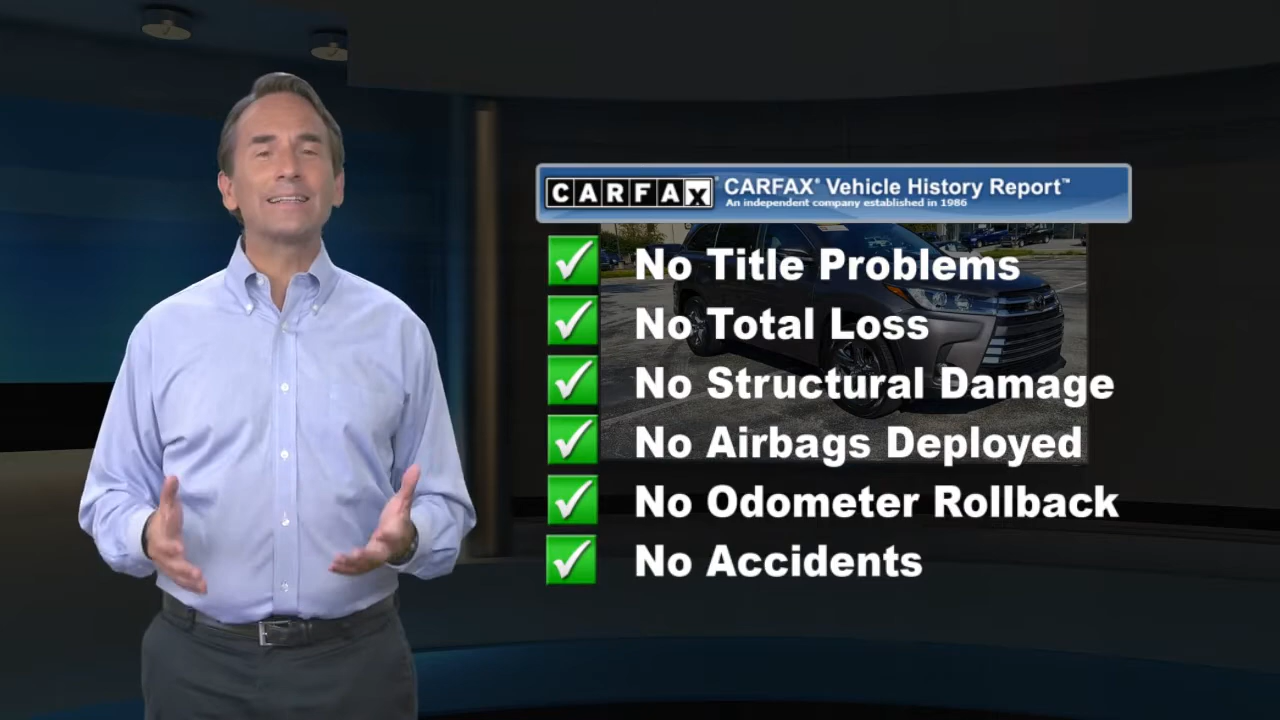 CARFAX® CARFAX® Vehicle History Report™
An independent company established in 1986
No Title Problems
No Total Loss
No Structural Damage
No Airbags Deployed
No Odometer Rollback
No Accidents